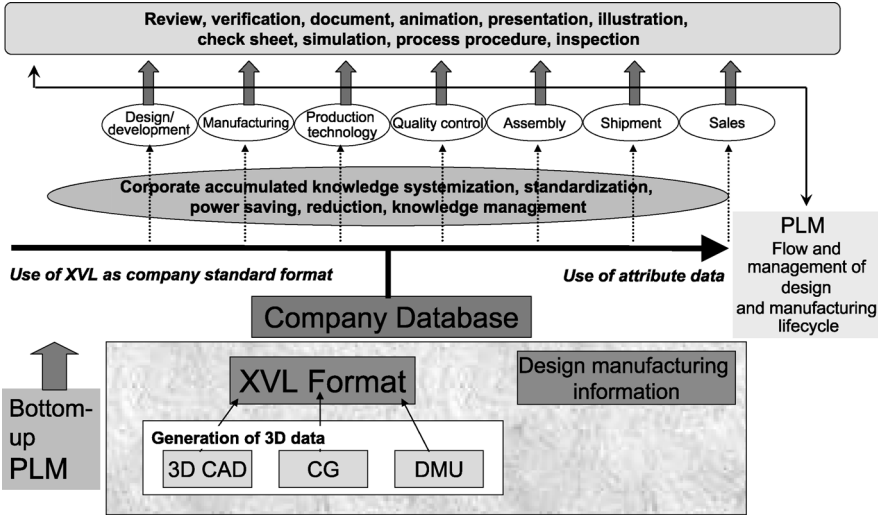 Review, verification, document, animation, presentation, illustration,
check sheet, simulation, process procedure, inspection
Design/
development
Manufacturing
Production
technology
Quality control
Assembly
Shipment
Sales
Corporate accumulated knowledge systemization, standardization,
power saving, reduction, knowledge management
PLM
Flow and
management of
design
and manufacturing
lifecycle
Use of XVL as company standard format
Use of attribute data
Company Database
XVL Format
Design manufacturing
information
Bottom-
up
PLM
Generation of 3D data
3D CAD
CG
DMU